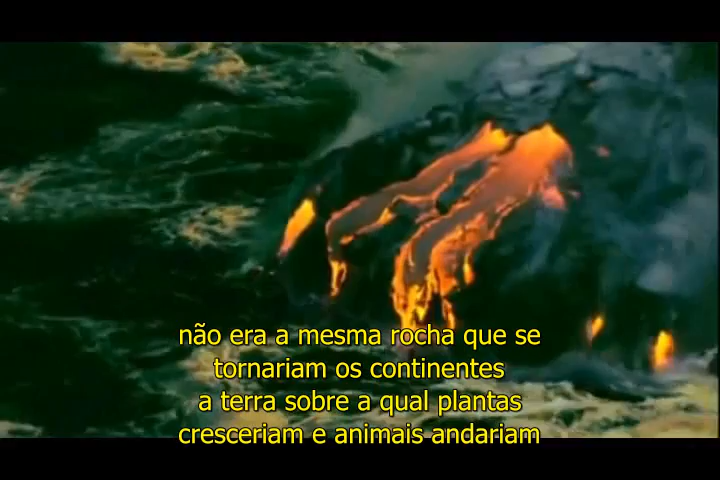 não era a mesma rocha que se
tornariam os continentes
a terra sobre a qual plantas
cresceriam e animais andariam